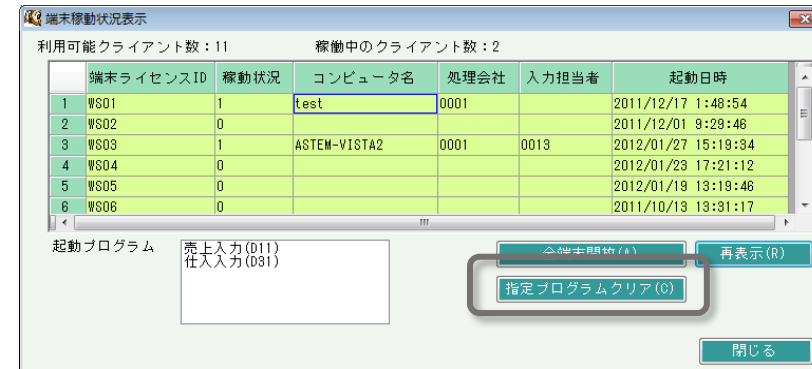 端末稼動状況表示
利用可能クライアント数：11 稼働中のクライアント数：2
端末ライセンスID 稼動状況 コンピュータ名 処理会社 入力担当者 起動日時
1 WS01 1 test 0001 2011/12/17 1:48:54
2 WS02 0 2011/12/01 9:29:46
3 WS03 1 ASTEM-VISTA2 0001 0013 2012/01/27 15:19:34
4 WS04 0 2012/01/23 17:21:12
5 WS05 0 2012/01/19 13:19:46
6 WS06 0 2011/10/13 13:31:17
起動プログラム
売上入力(D11)
仕入入力(D31)
全端末開放(A) 再表示(R)
指定プログラムクリア(C)
閉じる